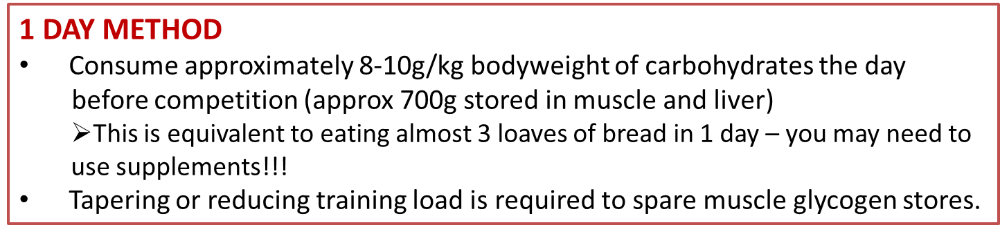 1 DAY METHOD
• Consume approximately 8-10g/kg bodyweight of carbohydrates the day
before competition (approx 700g stored in muscle and liver)
➢This is equivalent to eating almost 3 loaves of bread in 1 day – you may need to
use supplements!!!
• Tapering or reducing training load is required to spare muscle glycogen stores.